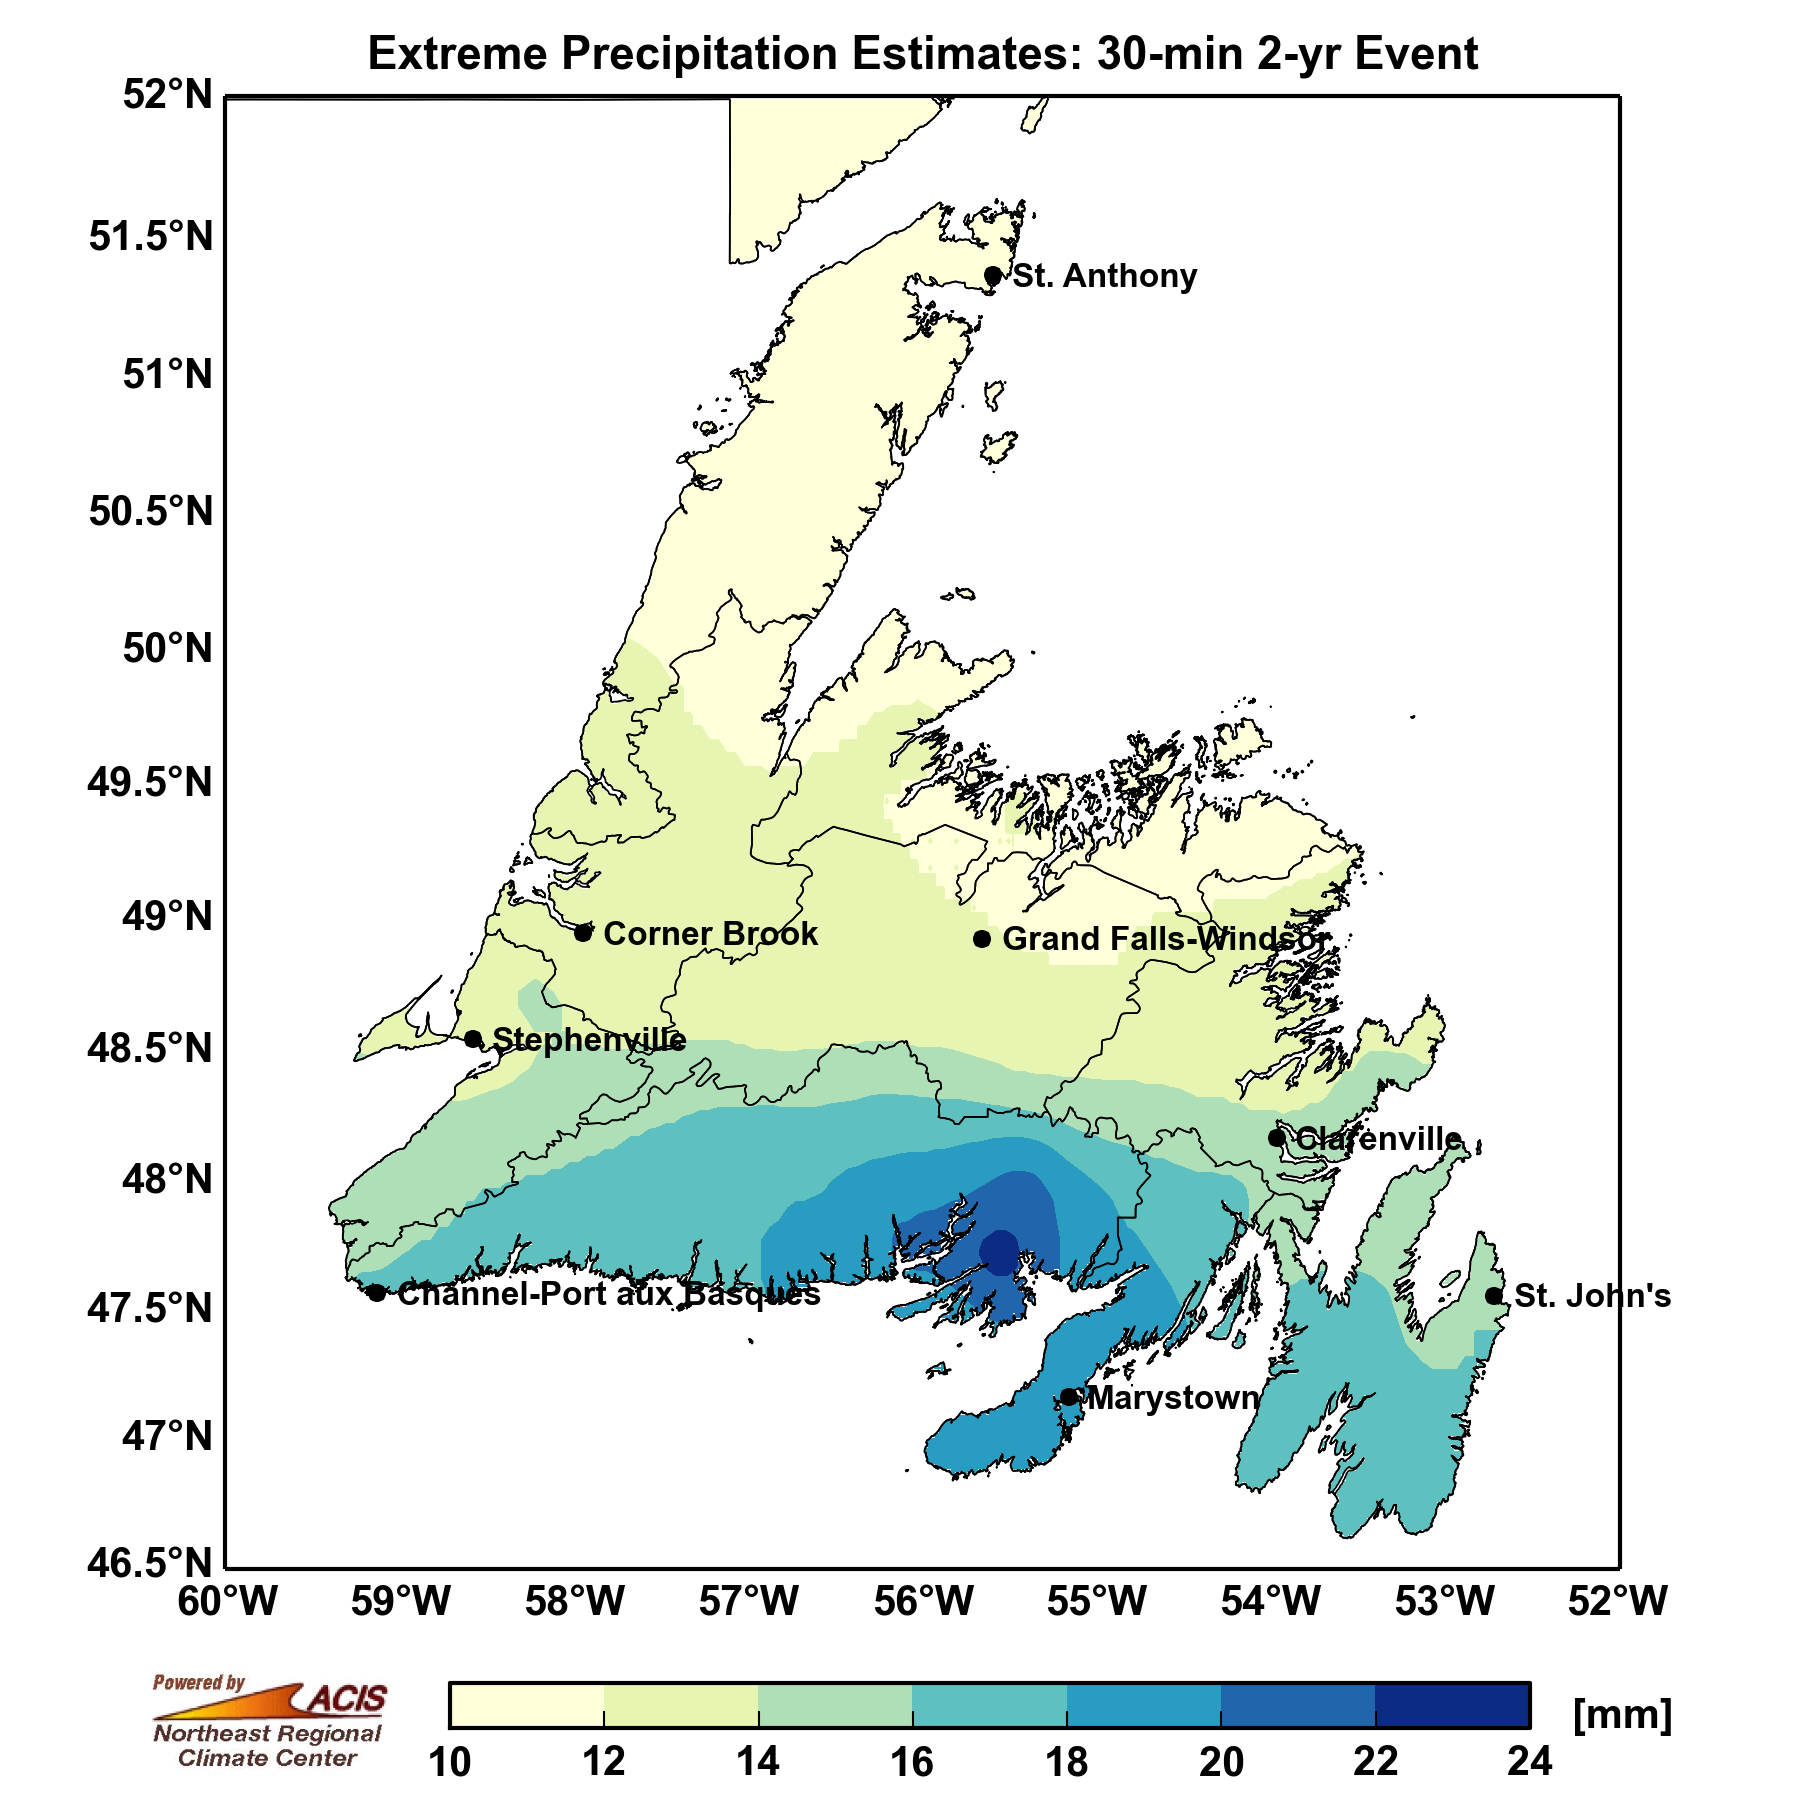 Extreme Precipitation Estimates: 30-min 2-yr Event
52°N
51.5°N
51°N
50.5°N
50°N
49.5°N
49°N
48.5°N
48°N
47.5°N
47°N
46.5°N
St. Anthony
Corner Brook
Grand Falls-Windsor
Stephenville
Clarenville
Channel-Port aux Basques
St. John's
Marystown
60°W 59°W 58°W 57°W 56°W 55°W 54°W 53°W 52°W
Powered by
ACIS
Northeast Regional
Climate Center
[mm]
10 12 14 16 18 20 22 24